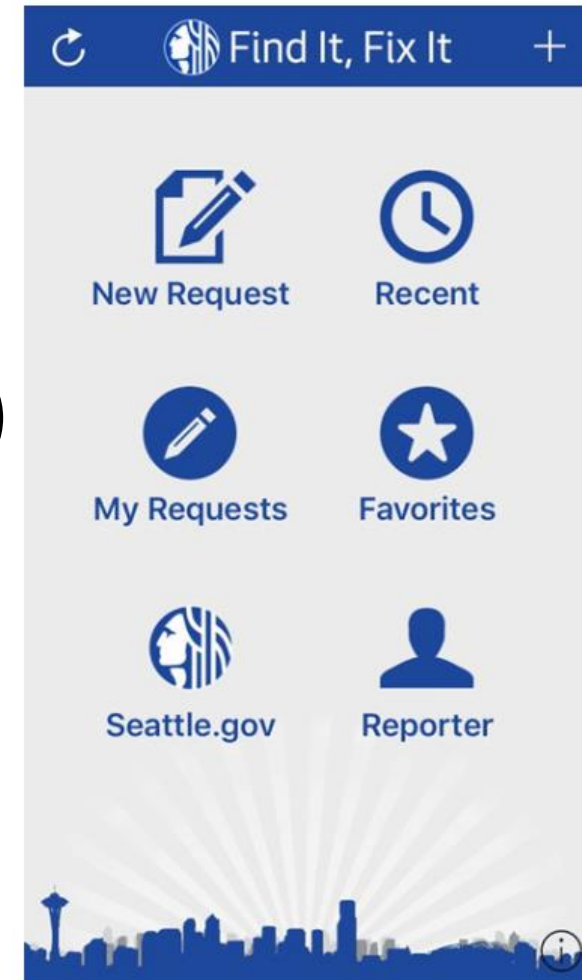 Find It, Fix It
New Request
Recent
My Requests
Favorites
Seattle.gov
Reporter